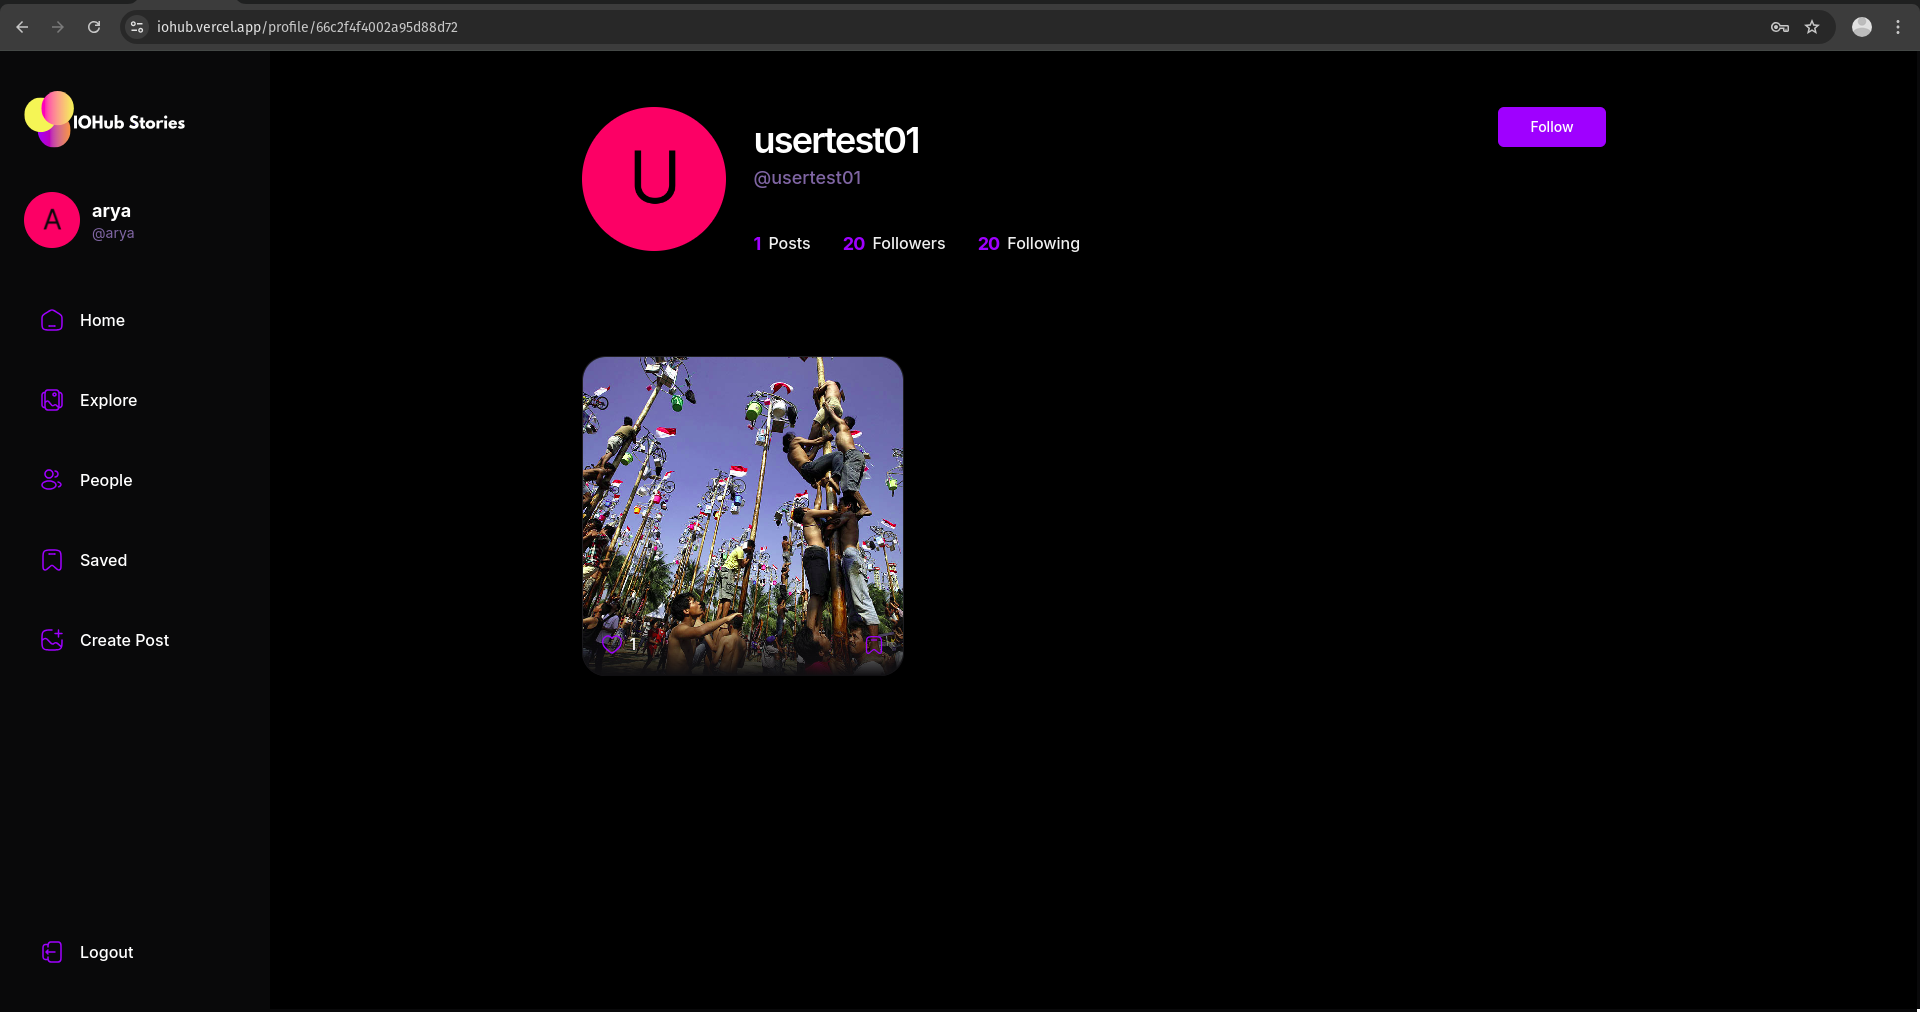 iohub.vercel.app/profile/66c2f4f4002a95d88d72
IOHub Stories
A
arya
@arya
Home
Explore
People
Saved
Create Post
Logout
U
usertest01
@usertest01
1 Posts 20 Followers 20 Following
Follow
1